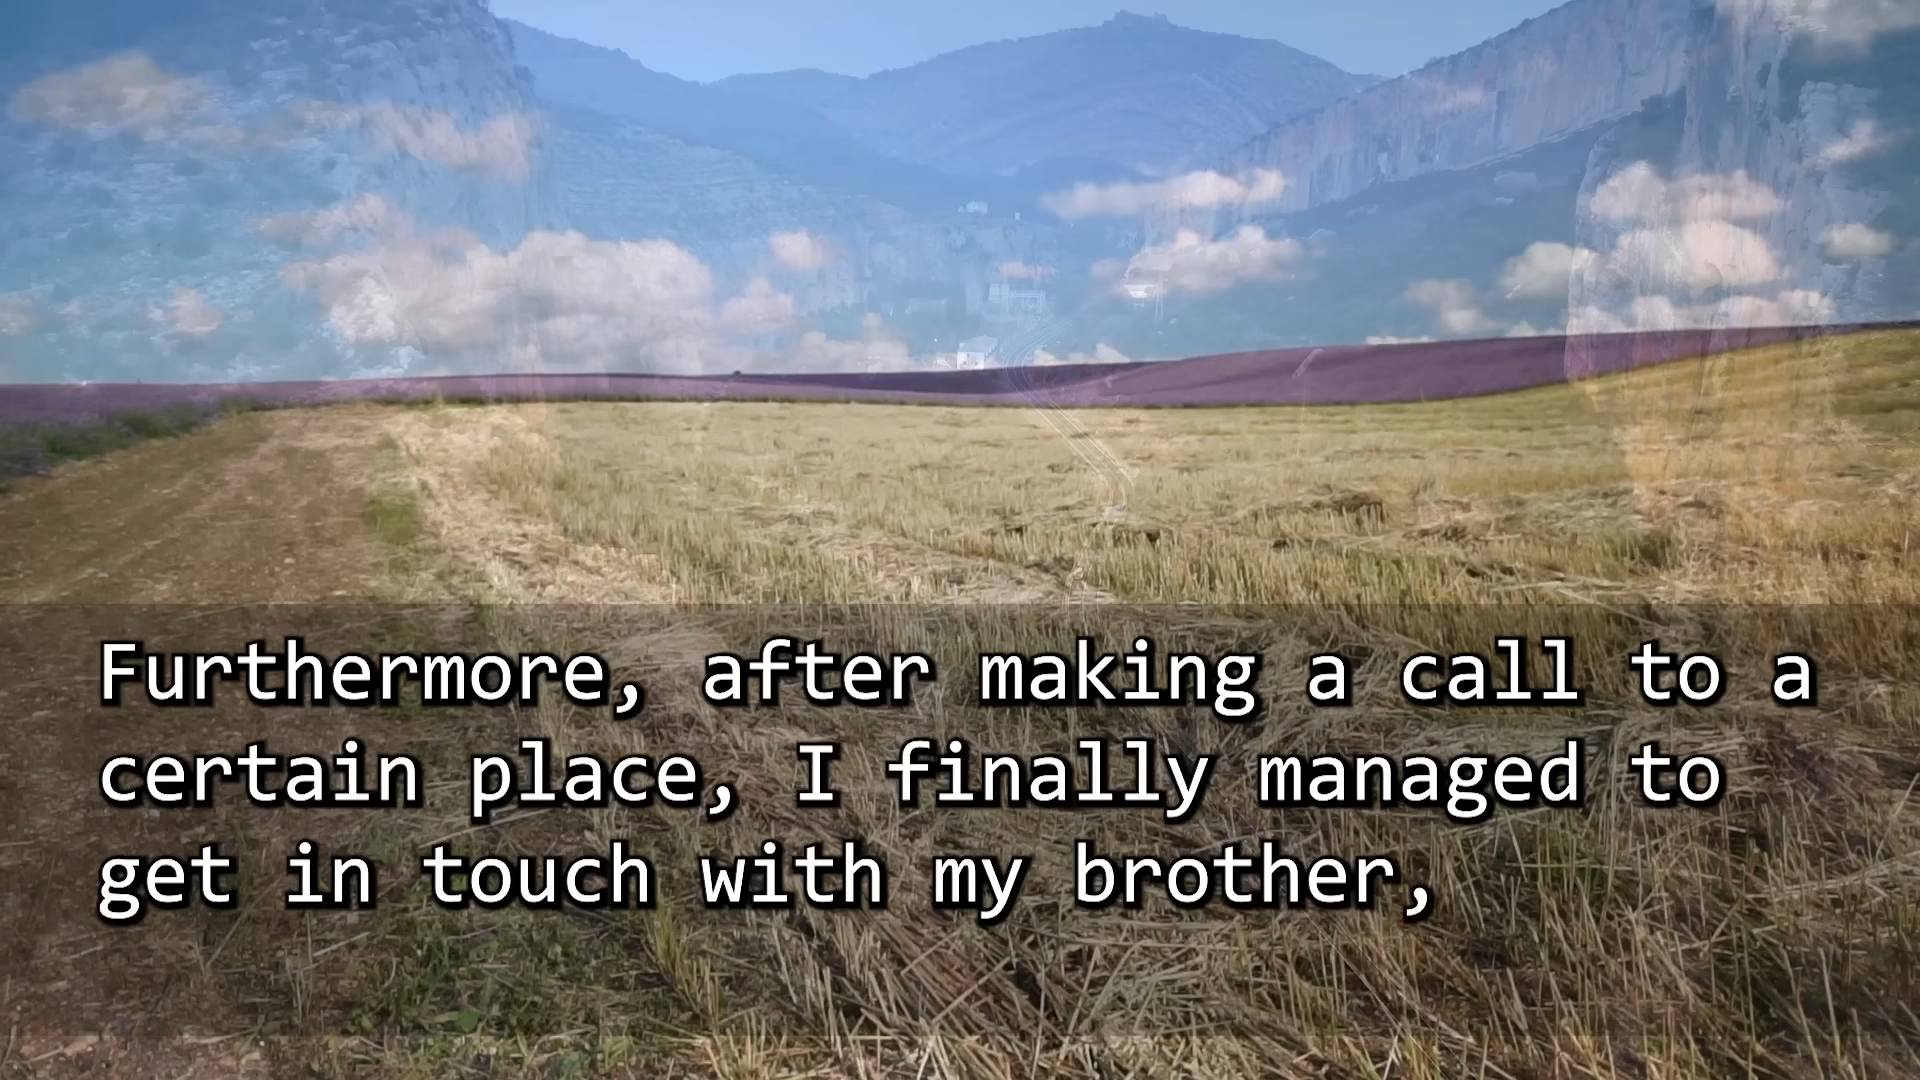 Furthermore, after making a call to a
certain place, I finally managed to
get in touch with my brother,